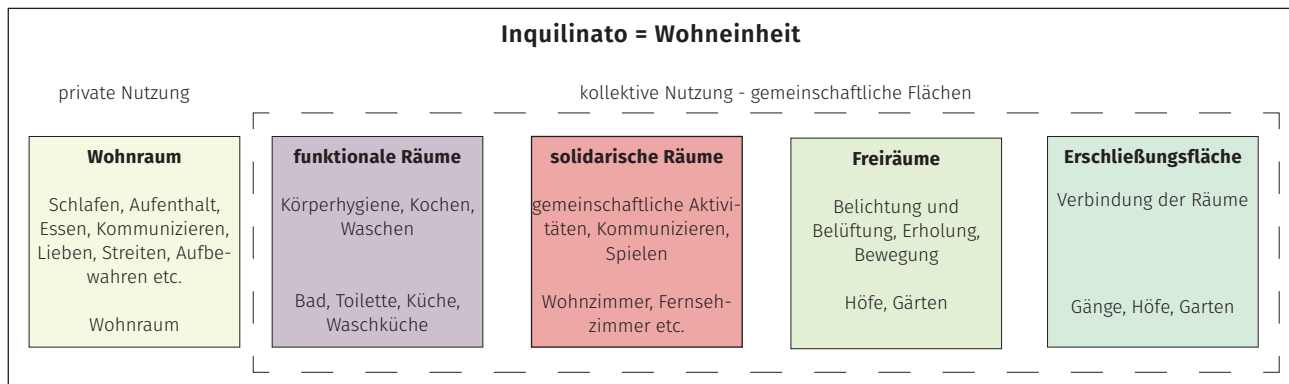 Inquilinato = Wohneinheit
private Nutzung
kollektive Nutzung - gemeinschaftliche Flächen
Wohnraum
Schlafen, Aufenthalt,
Essen, Kommunizieren,
Lieben, Streiten, Aufbe-
wahren etc.
Wohnraum
funktionale Räume
Körperhygiene, Kochen,
Waschen
Bad, Toilette, Küche,
Waschküche
solidarische Räume
gemeinschaftliche Aktivi-
täten, Kommunizieren,
Spielen
Wohnzimmer, Fernseh-
zimmer etc.
Freiräume
Belichtung und
Belüftung, Erholung,
Bewegung
Höfe, Gärten
Erschließungsfläche
Verbindung der Räume
Gänge, Höfe, Garten